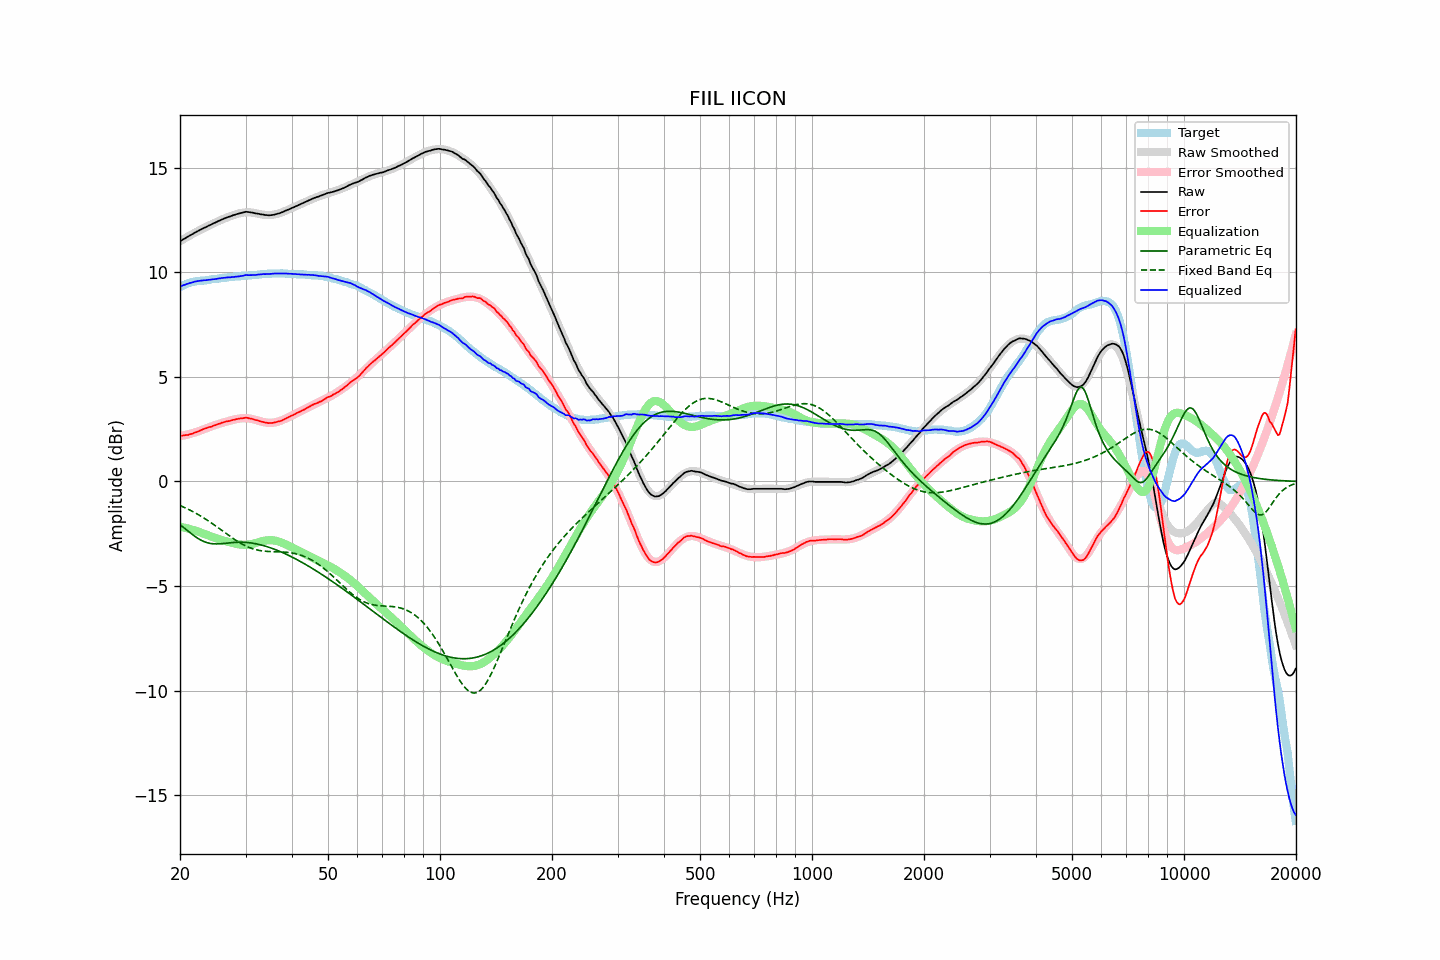 FIIL IICON
Amplitude (dBr)
15
10
5
0
−5
−10
−15
Target
Raw Smoothed
Error Smoothed
Raw
Error
Equalization
Parametric Eq
Fixed Band Eq
Equalized
20 50 100 200 500 1000 2000 5000 10000 20000
Frequency (Hz)